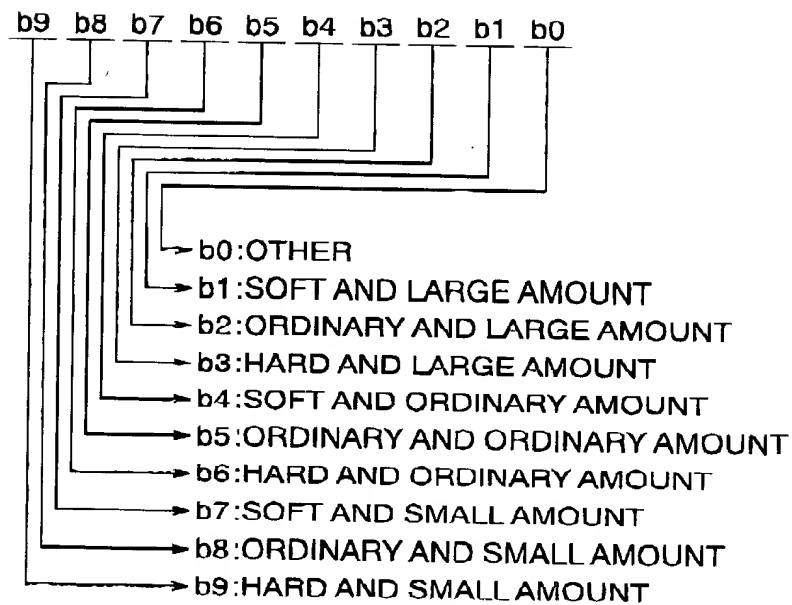 b9 b8 b7 b6 b5 b4 b3 b2 b1 b0
b0:OTHER
b1:SOFT AND LARGE AMOUNT
b2:ORDINARY AND LARGE AMOUNT
b3:HARD AND LARGE AMOUNT
b4:SOFT AND ORDINARY AMOUNT
b5:ORDINARY AND ORDINARY AMOUNT
b6:HARD AND ORDINARY AMOUNT
b7:SOFT AND SMALL AMOUNT
b8:ORDINARY AND SMALL AMOUNT
b9:HARD AND SMALL AMOUNT